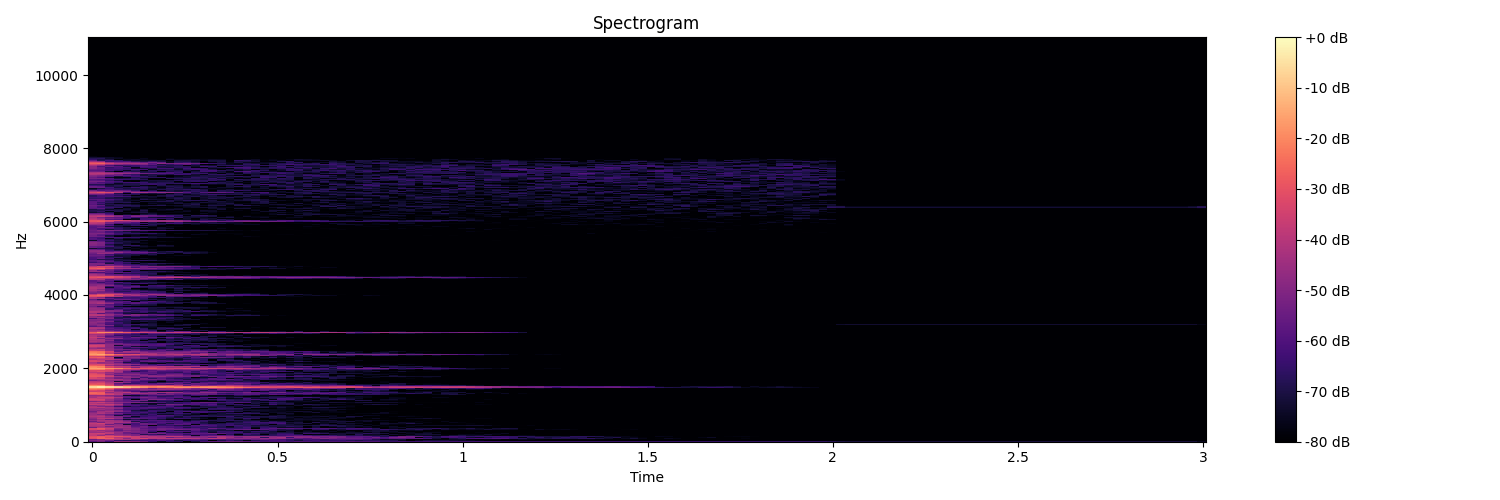 Spectrogram
Hz
10000
8000
6000
4000
2000
0
0
0.5
1
1.5
2
2.5
3
Time
+0 dB
-10 dB
-20 dB
-30 dB
-40 dB
-50 dB
-60 dB
-70 dB
-80 dB